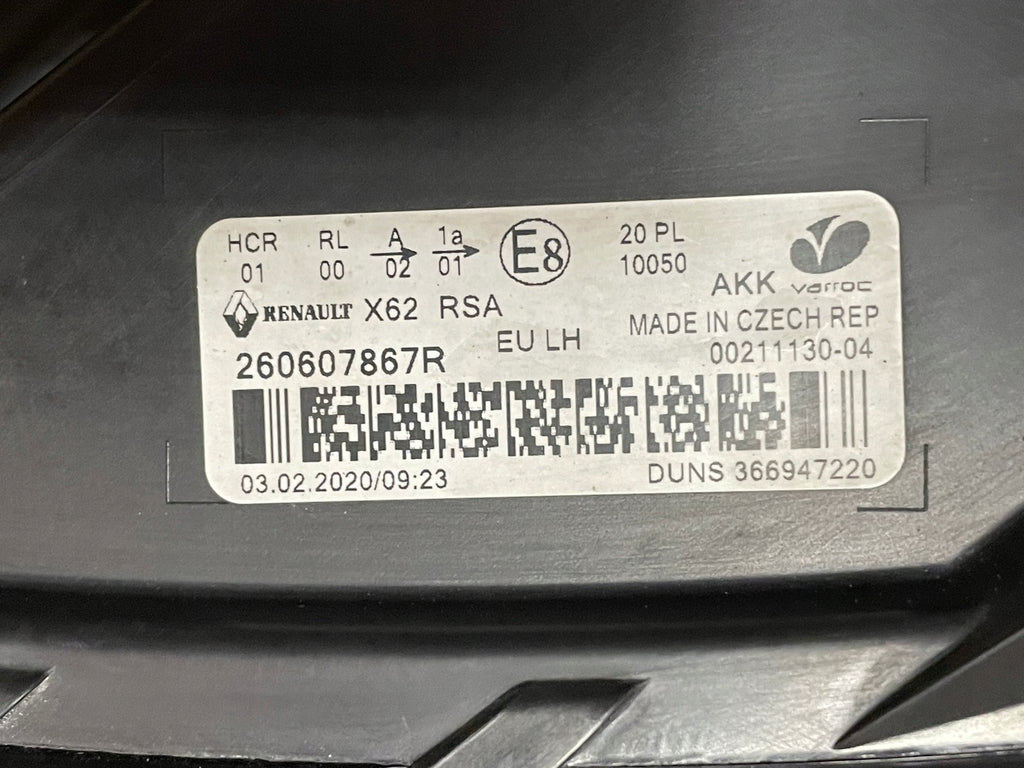 HCR RL A 1a E8 20 PL
01 00 02 01 10050
AKK varroc
RENAULT X62 RSA
EU LH MADE IN CZECH REP
260607867R 00211130-04
03.02.2020/09:23 DUNS 366947220